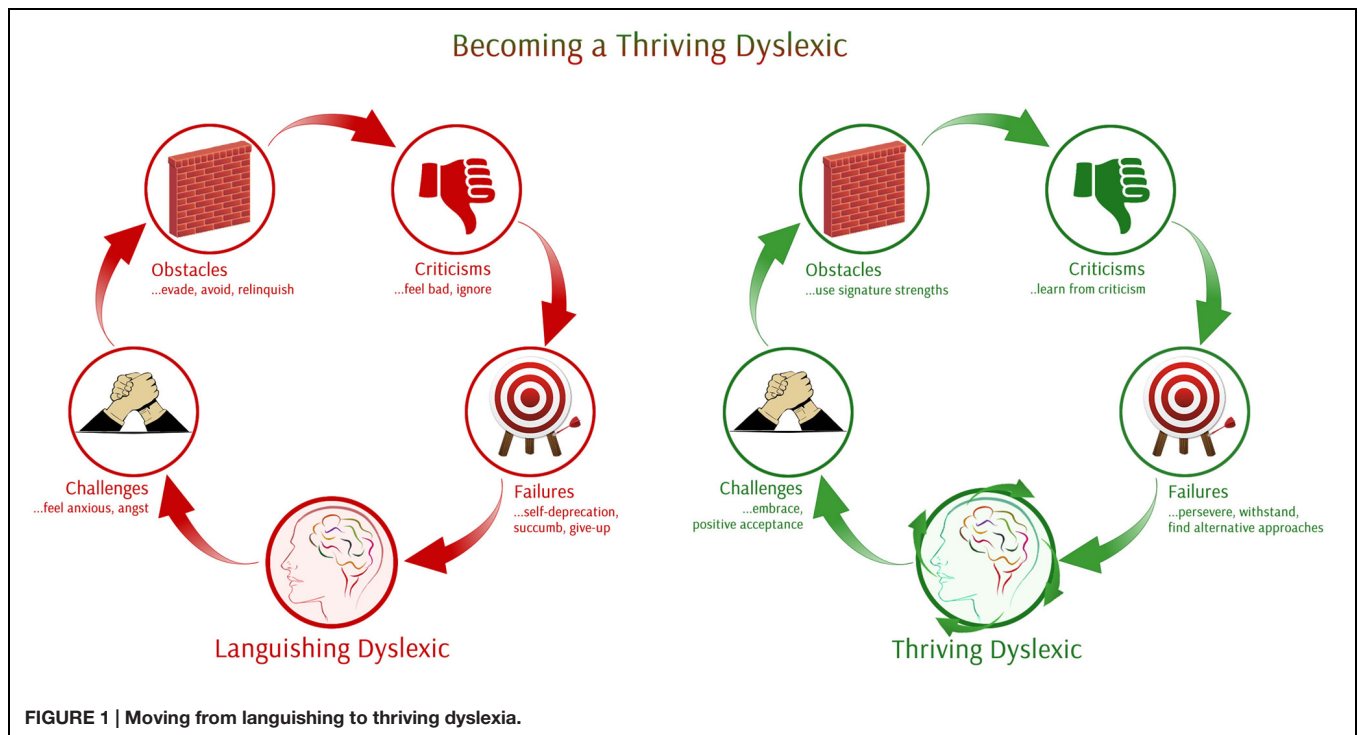 Becoming a Thriving Dyslexic
Obstacles
...evade, avoid, relinquish
Criticisms
...feel bad, ignore
Failures
...self-deprecation,
succumb, give-up
Languishing Dyslexic
Challenges
...feel anxious, angst
Obstacles
...use signature strengths
Criticisms
..learn from criticism
Failures
...persevere, withstand,
find alternative approaches
Thriving Dyslexic
Challenges
...embrace,
positive acceptance
FIGURE 1 | Moving from languishing to thriving dyslexia.